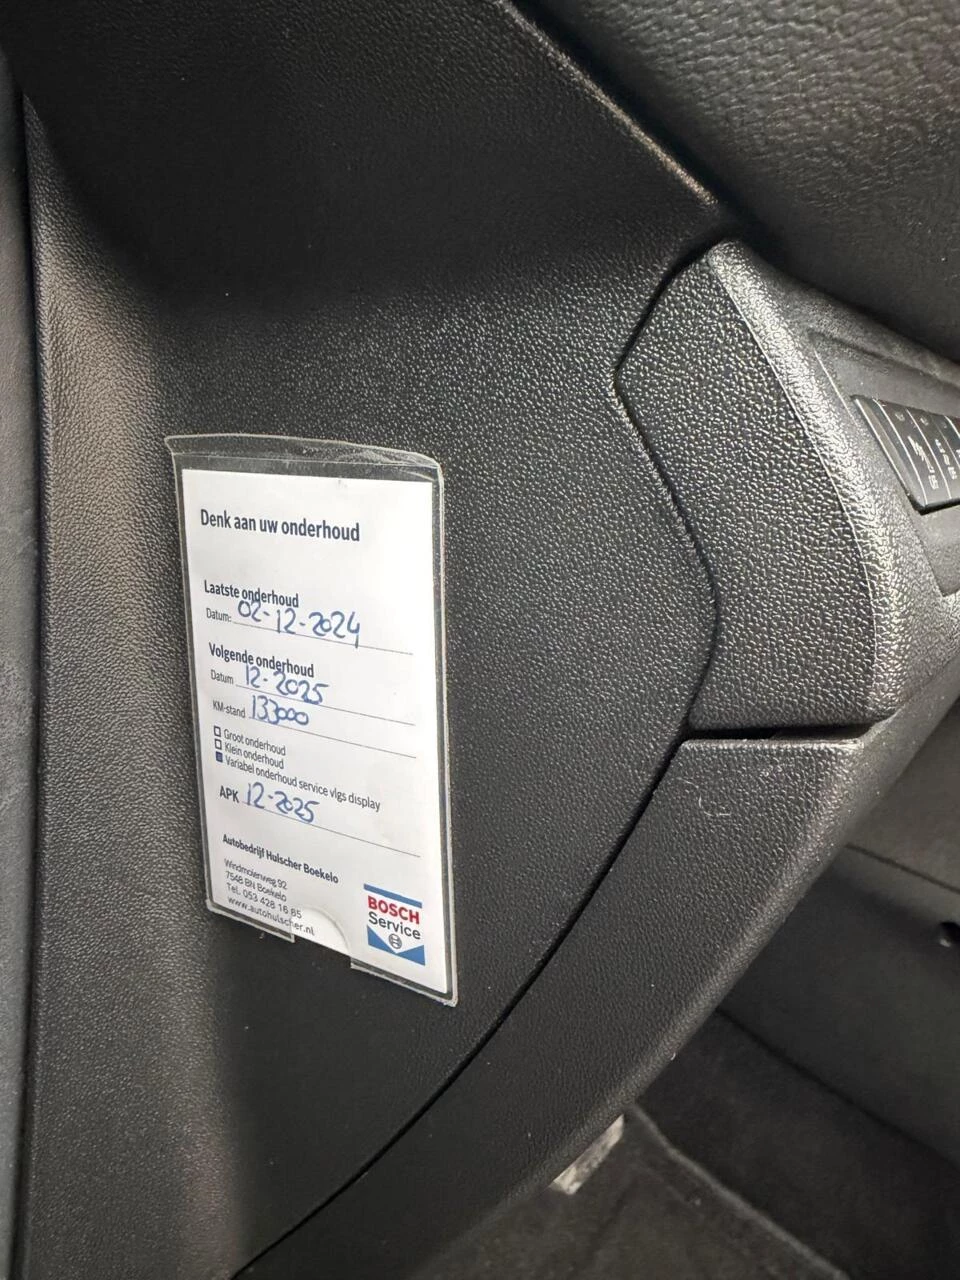 Denk aan uw onderhoud
Laatste onderhoud
Datum: 02-12-2024
Volgende onderhoud
Datum 12-2025
KM-stand 133000
Groot onderhoud
Klein onderhoud
Variabel onderhoud service vlgs display
APK 12-2025
Autobedrijf Hulscher Boekelo
Windmolenweg 92
7548 BN Boekelo
Tel. 053 428 16 85
www.autohulscher.nl
BOSCH
Service